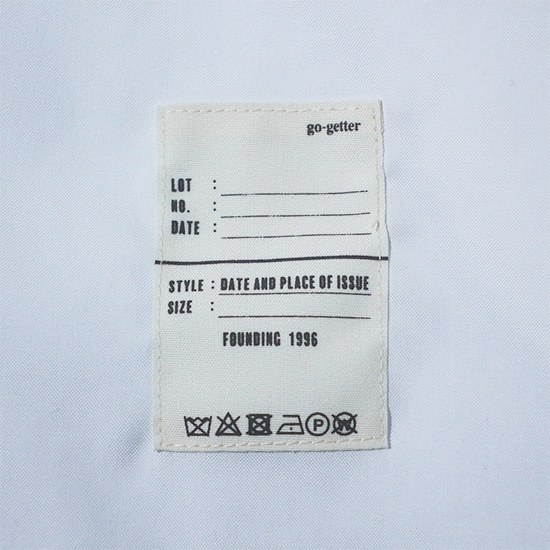 go-getter
LOT :
NO. :
DATE :
STYLE : DATE AND PLACE OF ISSUE
SIZE :
FOUNDING 1996
P W